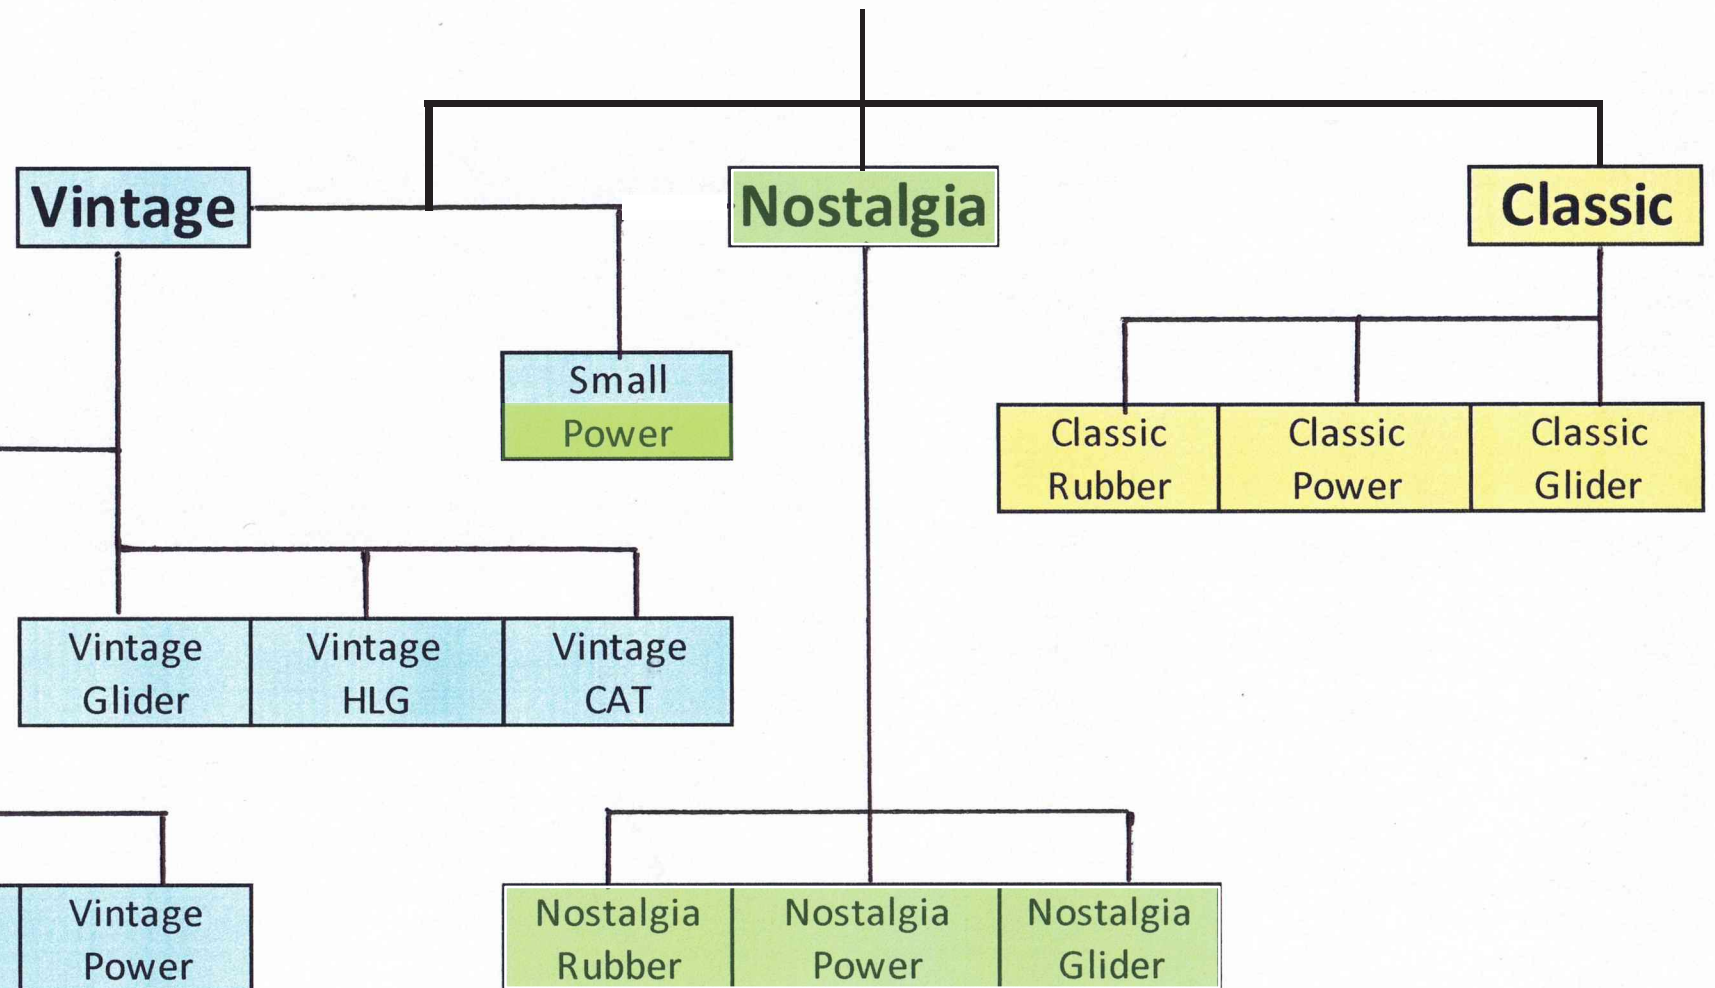 Vintage
Nostalgia
Classic
Small
Power
Classic
Rubber
Classic
Power
Classic
Glider
Vintage
Glider
Vintage
HLG
Vintage
CAT
Vintage
Power
Nostalgia
Rubber
Nostalgia
Power
Nostalgia
Glider